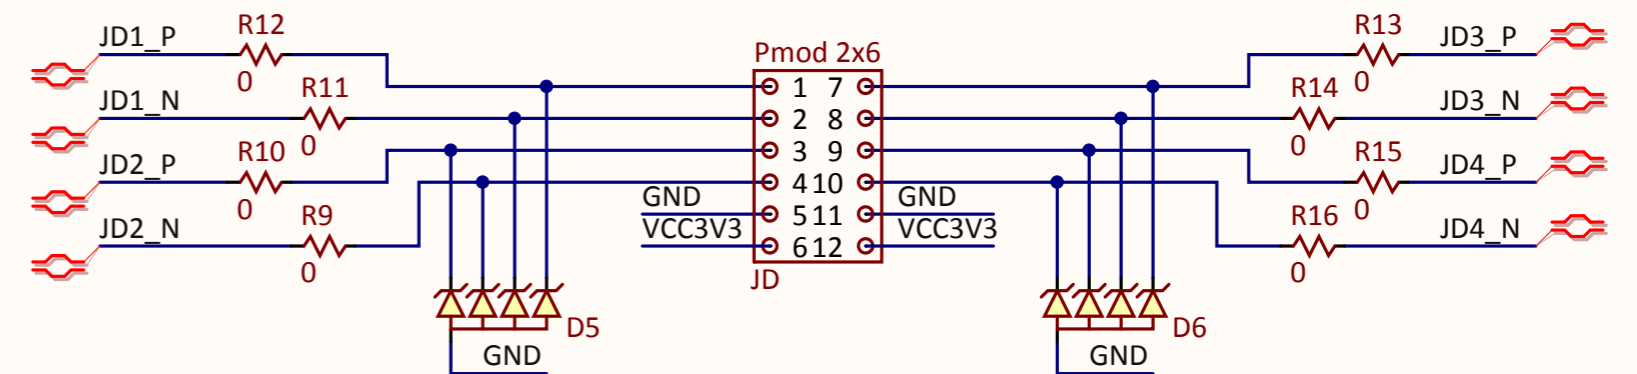 R12
R13
JD1_P
Pmod 2x6
JD3_P
0
R11
1 7
R14
0
JD1_N
2 8
JD3_N
R10
0
3 9
0
R15
JD2_P
4 10
JD4_P
0
R9
GND
5 11
GND
R16
0
JD2_N
VCC3V3
6 12
VCC3V3
JD4_N
0
JD
0
D5
D6
GND
GND